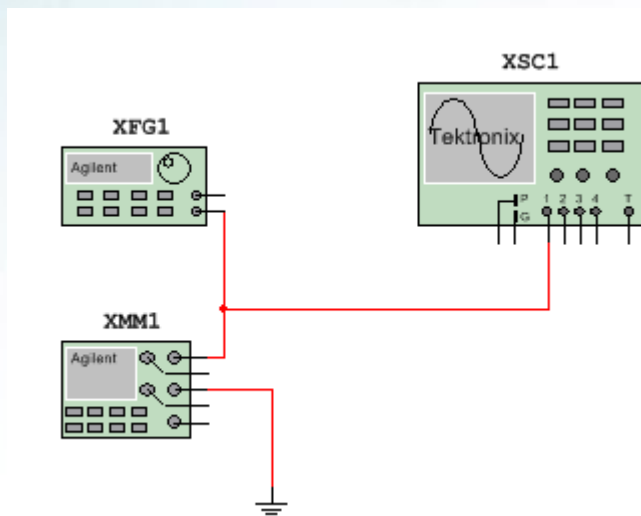 XSC1
XFG1
Tektronix
Agilent
P 1 2 3 4 T
G
XMM1
Agilent